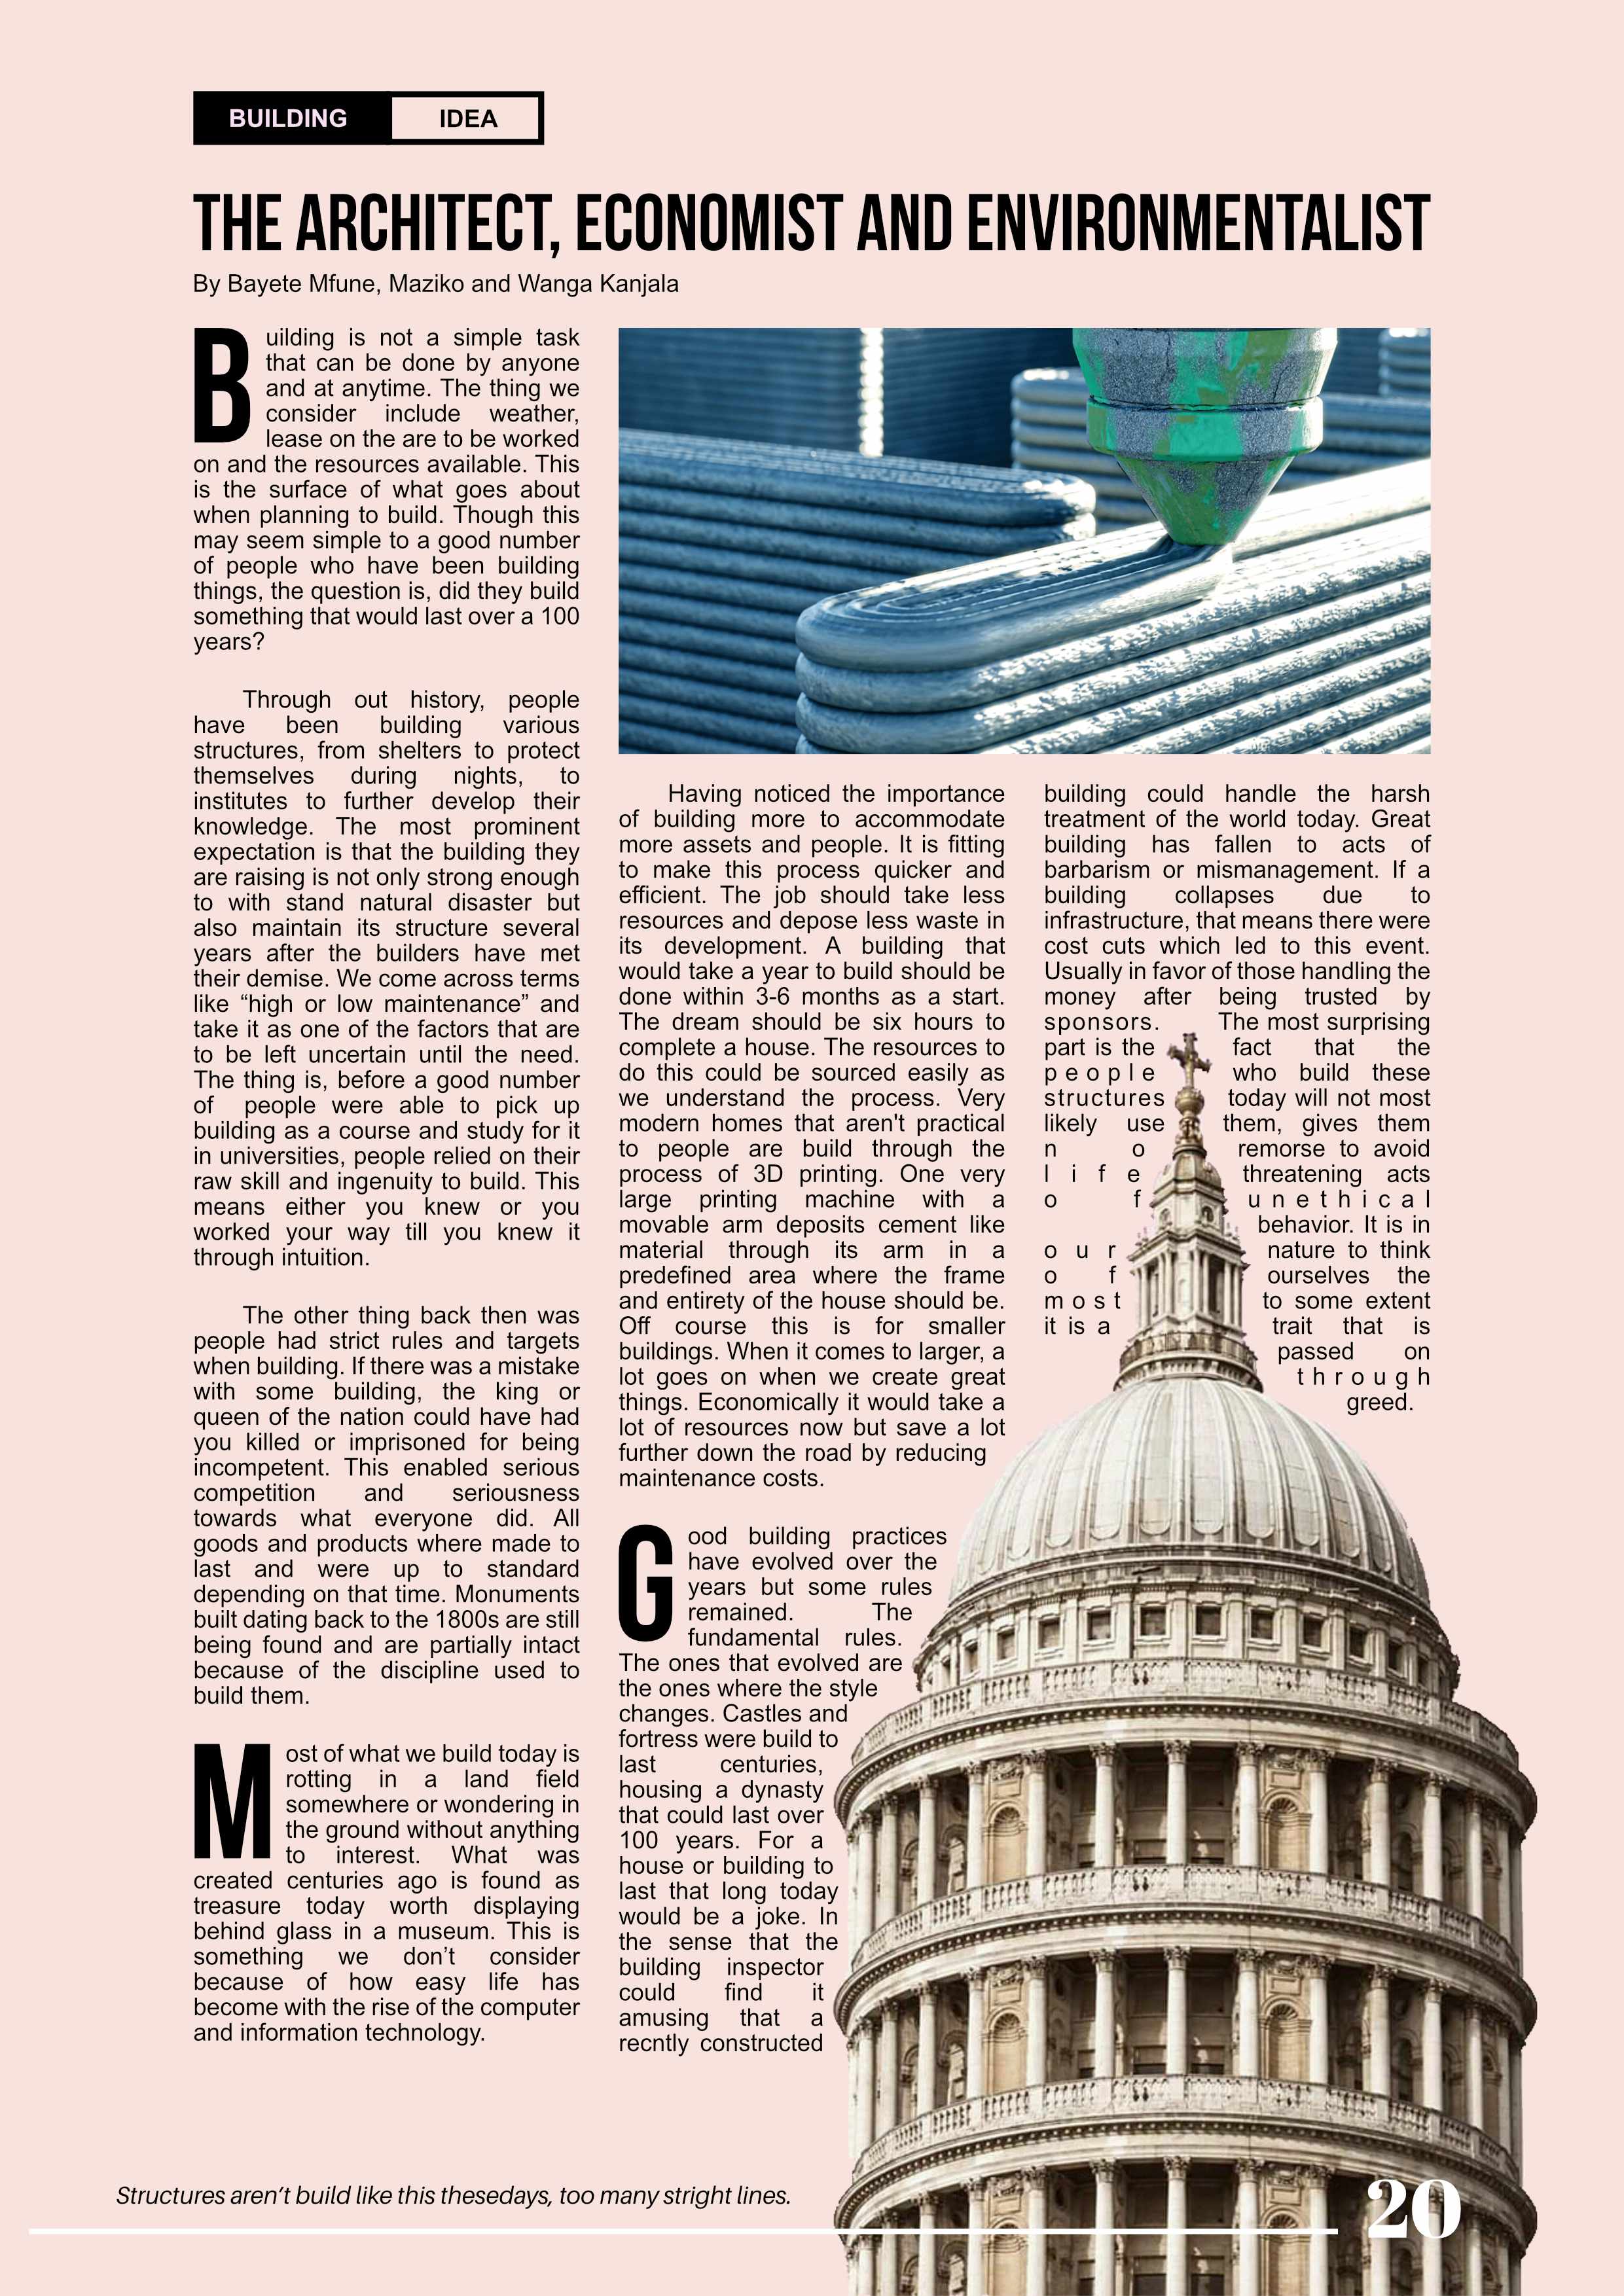 BUILDING IDEA
THE ARCHITECT, ECONOMIST AND ENVIRONMENTALIST
By Bayete Mfune, Maziko and Wanga Kanjala
Building is not a simple task
that can be done by anyone
and at anytime. The thing we
consider include weather,
lease on the are to be worked
on and the resources available. This
is the surface of what goes about
when planning to build. Though this
may seem simple to a good number
of people who have been building
things, the question is, did they build
something that would last over a 100
years?
Through out history, people
have been building various
structures, from shelters to protect
themselves during nights, to
institutes to further develop their
knowledge. The most prominent
expectation is that the building they
are raising is not only strong enough
to with stand natural disaster but
also maintain its structure several
years after the builders have met
their demise. We come across terms
like “high or low maintenance” and
take it as one of the factors that are
to be left uncertain until the need.
The thing is, before a good number
of people were able to pick up
building as a course and study for it
in universities, people relied on their
raw skill and ingenuity to build. This
means either you knew or you
worked your way till you knew it
through intuition.
The other thing back then was
people had strict rules and targets
when building. If there was a mistake
with some building, the king or
queen of the nation could have had
you killed or imprisoned for being
incompetent. This enabled serious
competition and seriousness
towards what everyone did. All
goods and products where made to
last and were up to standard
depending on that time. Monuments
built dating back to the 1800s are still
being found and are partially intact
because of the discipline used to
build them.
Most of what we build today is
rotting in a land field
somewhere or wondering in
the ground without anything
to interest. What was
created centuries ago is found as
treasure today worth displaying
behind glass in a museum. This is
something we don’t consider
because of how easy life has
become with the rise of the computer
and information technology.
Having noticed the importance
of building more to accommodate
more assets and people. It is fitting
to make this process quicker and
efficient. The job should take less
resources and depose less waste in
its development. A building that
would take a year to build should be
done within 3-6 months as a start.
The dream should be six hours to
complete a house. The resources to
do this could be sourced easily as
we understand the process. Very
modern homes that aren't practical
to people are build through the
process of 3D printing. One very
large printing machine with a
movable arm deposits cement like
material through its arm in a
predefined area where the frame
and entirety of the house should be.
Off course this is for smaller
buildings. When it comes to larger, a
lot goes on when we create great
things. Economically it would take a
lot of resources now but save a lot
further down the road by reducing
maintenance costs.
Good building practices
have evolved over the
years but some rules
remained. The
fundamental rules.
The ones that evolved are
the ones where the style
changes. Castles and
fortress were build to
last centuries,
housing a dynasty
that could last over
100 years. For a
house or building to
last that long today
would be a joke. In
the sense that the
building inspector
could find it
amusing that a
recntly constructed
building could handle the harsh
treatment of the world today. Great
building has fallen to acts of
barbarism or mismanagement. If a
building collapses due to
infrastructure, that means there were
cost cuts which led to this event.
Usually in favor of those handling the
money after being trusted by
sponsors. The most surprising
part is the fact that the
people who build these
structures today will not most
likely use them, gives them
no remorse to avoid
life threatening acts
of unethical
behavior. It is in
our nature to think
of ourselves the
most to some extent
it is a trait that is
passed on
through
greed.
Structures aren’t build like this thesedays, too many stright lines.
20